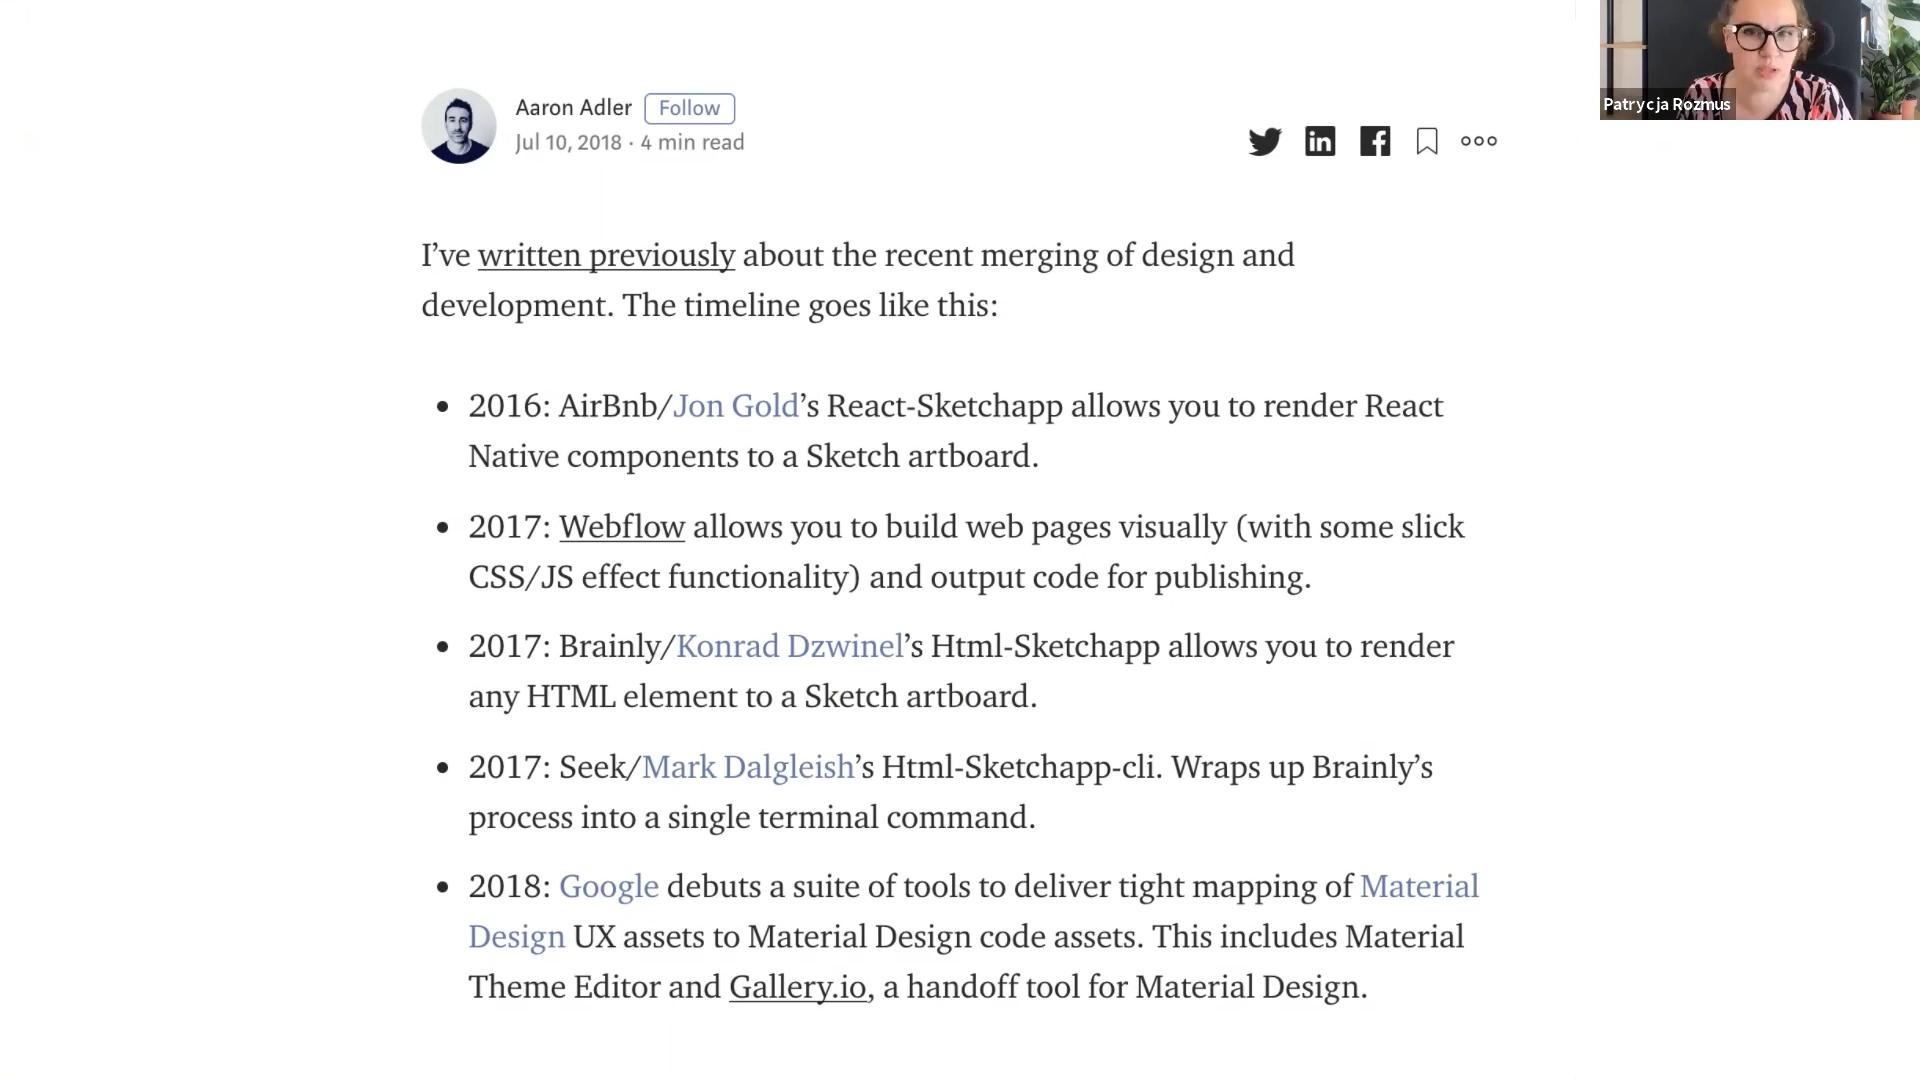 Patrycja Rozmus
Aaron Adler Follow
Jul 10, 2018 · 4 min read
I’ve written previously about the recent merging of design and
development. The timeline goes like this:
• 2016: AirBnb/Jon Gold’s React-Sketchapp allows you to render React
Native components to a Sketch artboard.
• 2017: Webflow allows you to build web pages visually (with some slick
CSS/JS effect functionality) and output code for publishing.
• 2017: Brainly/Konrad Dzwinel’s Html-Sketchapp allows you to render
any HTML element to a Sketch artboard.
• 2017: Seek/Mark Dalgleish’s Html-Sketchapp-cli. Wraps up Brainly’s
process into a single terminal command.
• 2018: Google debuts a suite of tools to deliver tight mapping of Material
Design UX assets to Material Design code assets. This includes Material
Theme Editor and Gallery.io, a handoff tool for Material Design.